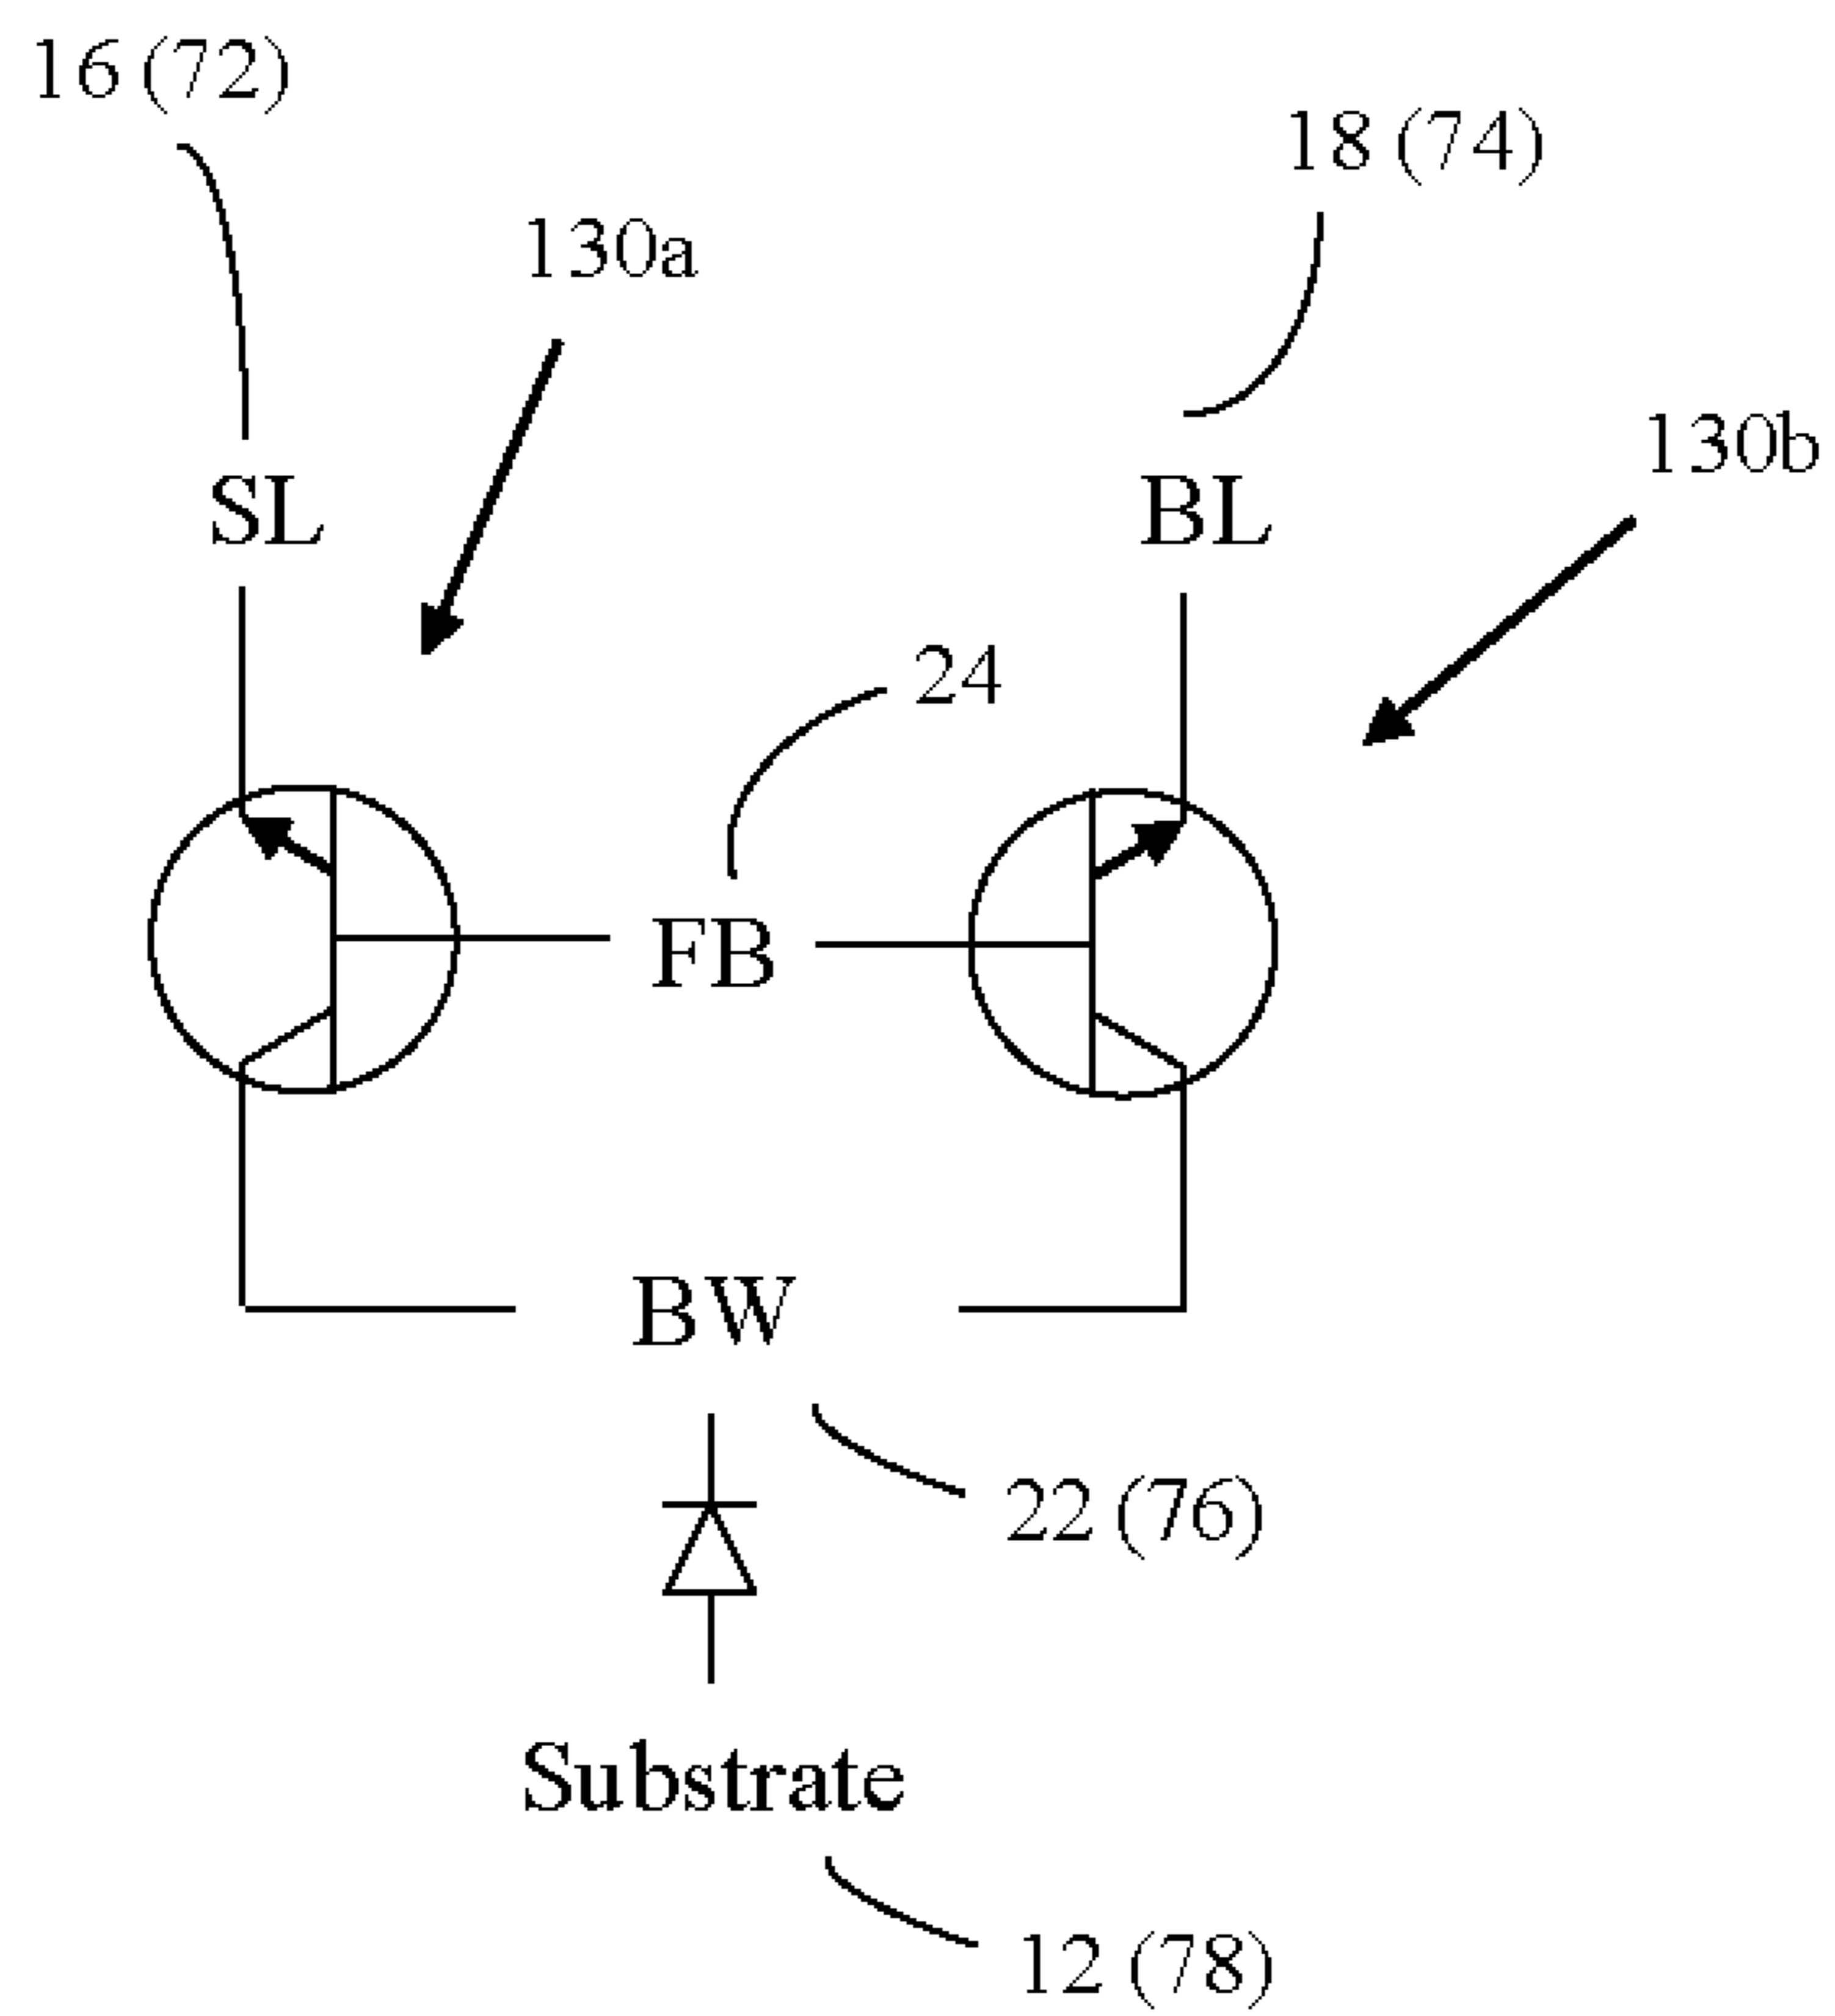 16 (72)
18 (74)
130a
130b
SL
BL
24
FB
BW
22 (76)
Substrate
12 (78)